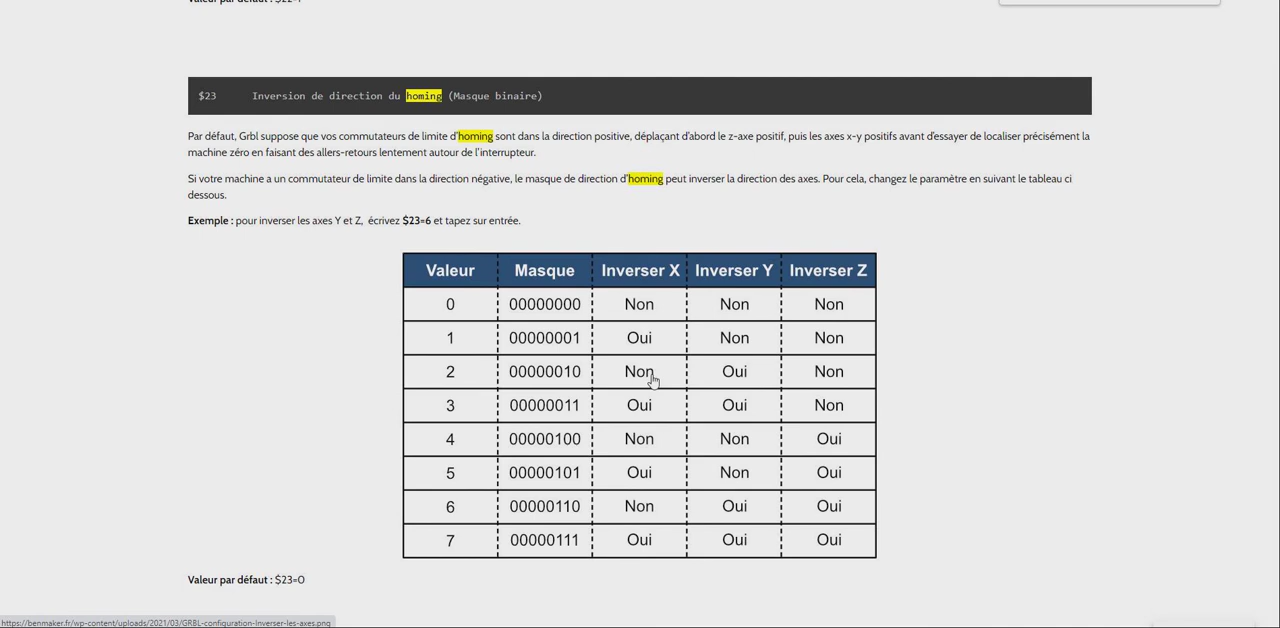 $23 Inversion de direction du homing (Masque binaire)
Par défaut, Grbl suppose que vos commutateurs de limite d'homing sont dans la direction positive, déplaçant d'abord le z-axe positif, puis les axes x-y positifs avant d'essayer de localiser précisément la
machine zéro en faisant des allers-retours lentement autour de l'interrupteur.
Si votre machine a un commutateur de limite dans la direction négative, le masque de direction d'homing peut inverser la direction des axes. Pour cela, changez le paramètre en suivant le tableau ci
dessous.
Exemple : pour inverser les axes Y et Z, écrivez $23=6 et tapez sur entrée.
Valeur Masque Inverser X Inverser Y Inverser Z
0 00000000 Non Non Non
1 00000001 Oui Non Non
2 00000010 Non Oui Non
3 00000011 Oui Oui Non
4 00000100 Non Non Oui
5 00000101 Oui Non Oui
6 00000110 Non Oui Oui
7 00000111 Oui Oui Oui
Valeur par défaut : $23=0
https://benmaker.fr/wp-content/uploads/2021/03/GRBL-configuration-Inverser-les-axes.png